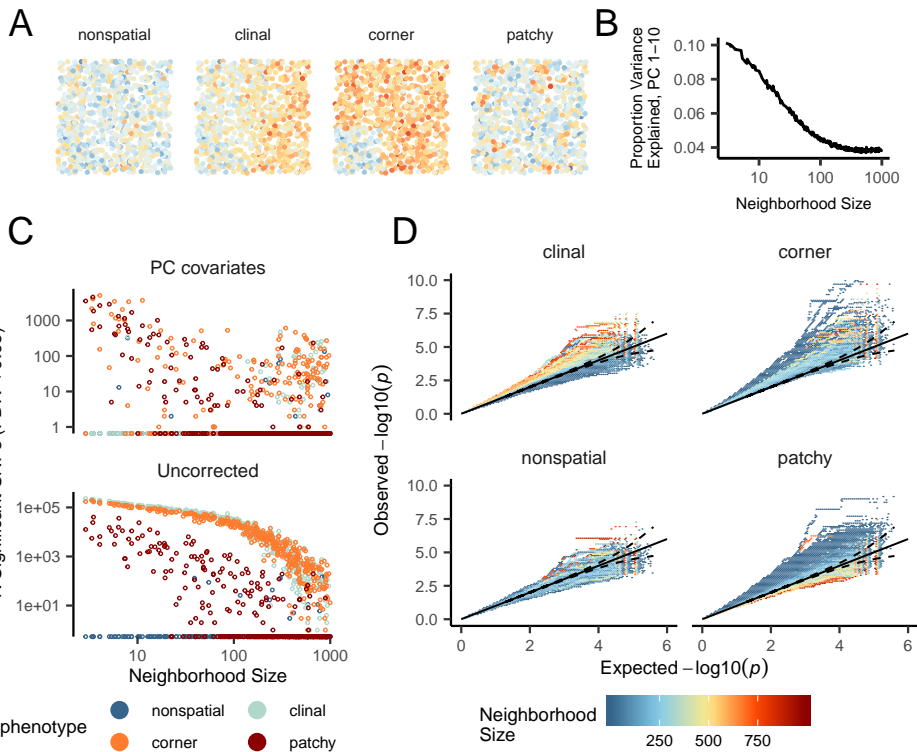 A
nonspatial
clinal
corner
patchy
B
Proportion Variance
Explained, PC 1−10
0.10
0.08
0.06
0.04
10
100
1000
Neighborhood Size
C
PC covariates
1000
100
10
1
Uncorrected
1e+05
1e+03
1e+01
10
100
1000
Neighborhood Size
phenotype
nonspatial
clinal
corner
patchy
D
clinal
corner
10.0
7.5
5.0
2.5
0.0
nonspatial
patchy
10.0
7.5
5.0
2.5
0.0
0
2
4
6
0
2
4
6
Observed −log10(p)
Expected −log10(p)
Neighborhood
Size
250
500
750